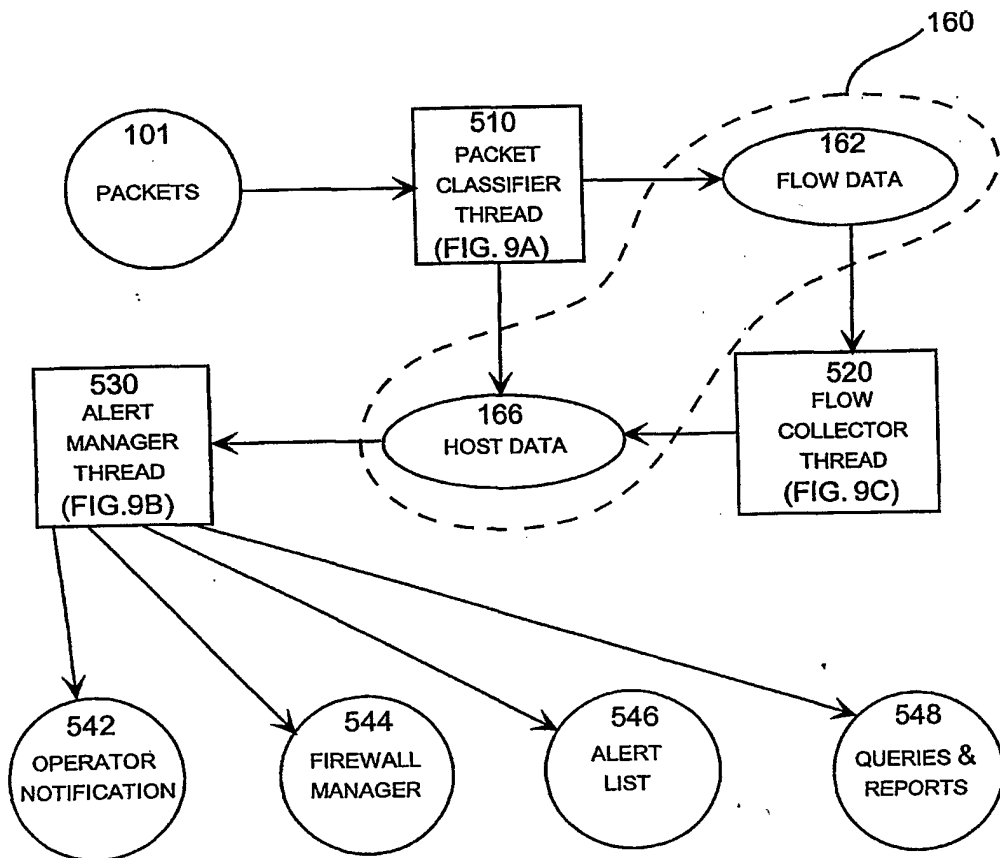 160
101
PACKETS
510
PACKET
CLASSIFIER
THREAD
(FIG. 9A)
162
FLOW DATA
530
ALERT
MANAGER
THREAD
(FIG.9B)
166
HOST DATA
520
FLOW
COLLECTOR
THREAD
(FIG. 9C)
542
OPERATOR
NOTIFICATION
544
FIREWALL
MANAGER
546
ALERT
LIST
548
QUERIES &
REPORTS